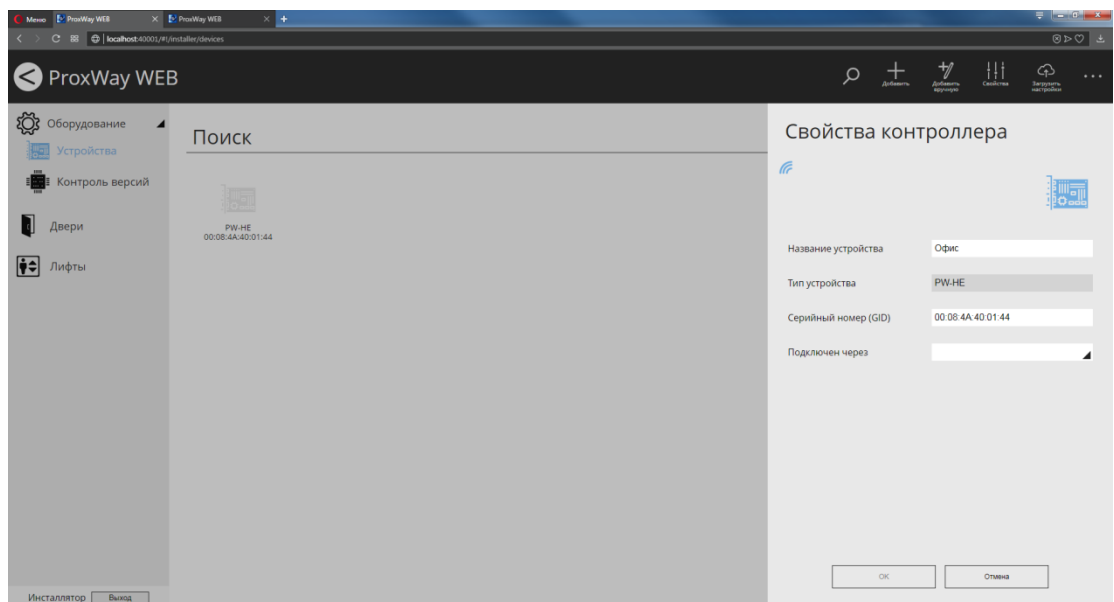 Меню
ProxWay WEB
ProxWay WEB
localhost:40001/#!/installer/devices
ProxWay WEB
Добавить
Добавить вручную
Свойства
Загрузить настройки
Оборудование
Устройства
Контроль версий
Двери
Лифты
Поиск
PW-HE
00:08:4A:40:01:44
Свойства контроллера
Название устройства
Офис
Тип устройства
PW-HE
Серийный номер (GID)
00:08:4A:40:01:44
Подключен через
OK
Отмена
Инсталлятор
Выход